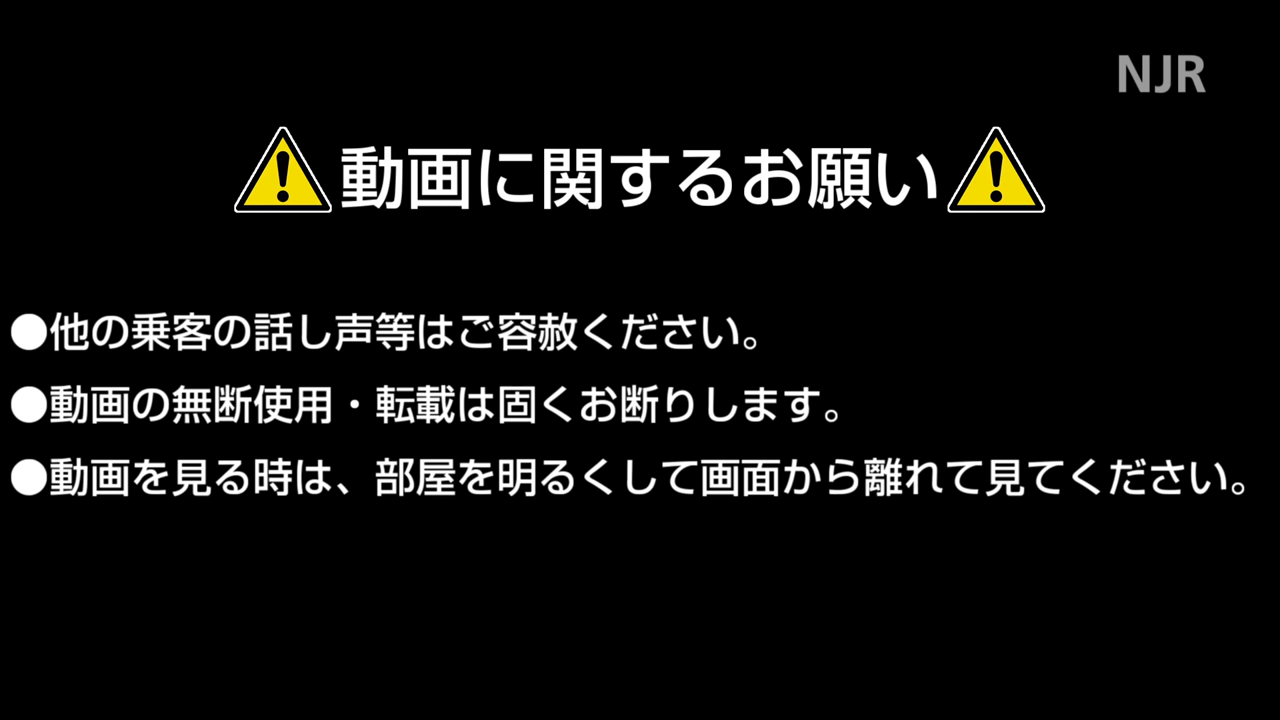 NJR
動画に関するお願い
●他の乗客の話し声等はご容赦ください。
●動画の無断使用・転載は固くお断りします。
●動画を見る時は、部屋を明るくして画面から離れて見てください。